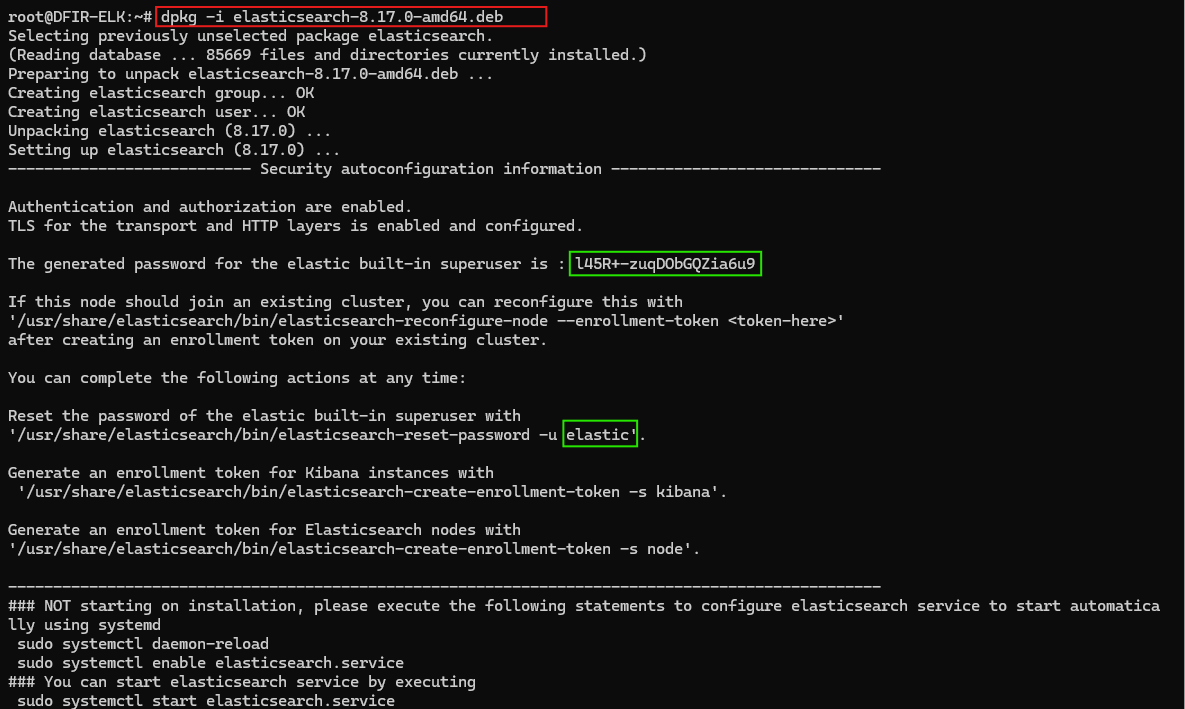 root@DFIR-ELK:~# dpkg -i elasticsearch-8.17.0-amd64.deb
Selecting previously unselected package elasticsearch.
(Reading database ... 85669 files and directories currently installed.)
Preparing to unpack elasticsearch-8.17.0-amd64.deb ...
Creating elasticsearch group... OK
Creating elasticsearch user... OK
Unpacking elasticsearch (8.17.0) ...
Setting up elasticsearch (8.17.0) ...
--------------------------- Security autoconfiguration information ------------------------------
Authentication and authorization are enabled.
TLS for the transport and HTTP layers is enabled and configured.
The generated password for the elastic built-in superuser is : l45R+-zuqDObGQZia6u9
If this node should join an existing cluster, you can reconfigure this with
'/usr/share/elasticsearch/bin/elasticsearch-reconfigure-node --enrollment-token <token-here>'
after creating an enrollment token on your existing cluster.
You can complete the following actions at any time:
Reset the password of the elastic built-in superuser with
'/usr/share/elasticsearch/bin/elasticsearch-reset-password -u elastic'.
Generate an enrollment token for Kibana instances with
 '/usr/share/elasticsearch/bin/elasticsearch-create-enrollment-token -s kibana'.
Generate an enrollment token for Elasticsearch nodes with
'/usr/share/elasticsearch/bin/elasticsearch-create-enrollment-token -s node'.
-------------------------------------------------------------------------------------------------
### NOT starting on installation, please execute the following statements to configure elasticsearch service to start automatica
lly using systemd
 sudo systemctl daemon-reload
 sudo systemctl enable elasticsearch.service
### You can start elasticsearch service by executing
 sudo systemctl start elasticsearch.service